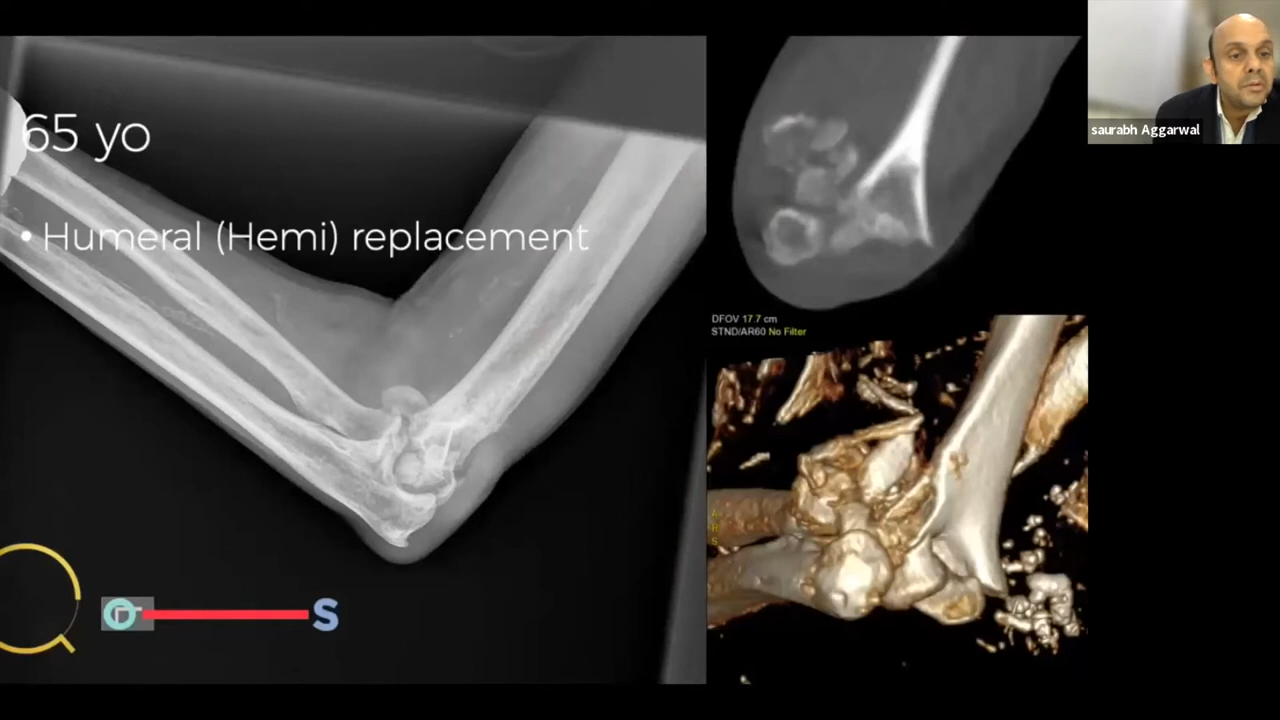 65 yo
• Humeral (Hemi) replacement
DFOV 17.7 cm
STND/AR60 No Filter
A
R
S
S
saurabh Aggarwal